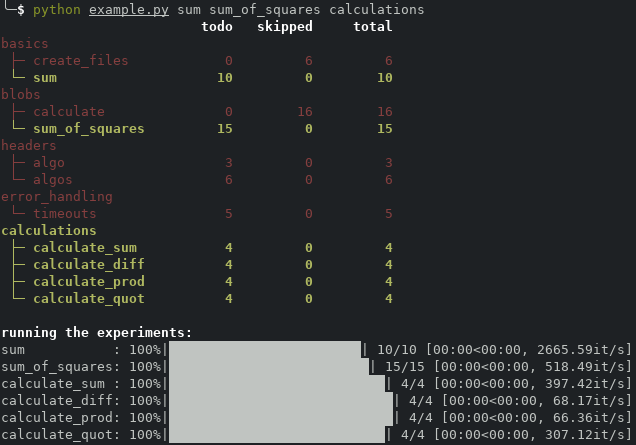 ╰─$ python example.py sum sum_of_squares calculations
todo skipped total
basics
├─ create_files 0 6 6
└─ sum 10 0 10
blobs
├─ calculate 0 16 16
└─ sum_of_squares 15 0 15
headers
├─ algo 3 0 3
└─ algos 6 0 6
error_handling
└─ timeouts 5 0 5
calculations
├─ calculate_sum 4 0 4
├─ calculate_diff 4 0 4
├─ calculate_prod 4 0 4
└─ calculate_quot 4 0 4
running the experiments:
sum : 100%| | 10/10 [00:00<00:00, 2665.59it/s]
sum_of_squares: 100%| | 15/15 [00:00<00:00, 518.49it/s]
calculate_sum : 100%| | 4/4 [00:00<00:00, 397.42it/s]
calculate_diff: 100%| | 4/4 [00:00<00:00, 68.17it/s]
calculate_prod: 100%| | 4/4 [00:00<00:00, 66.36it/s]
calculate_quot: 100%| | 4/4 [00:00<00:00, 307.12it/s]